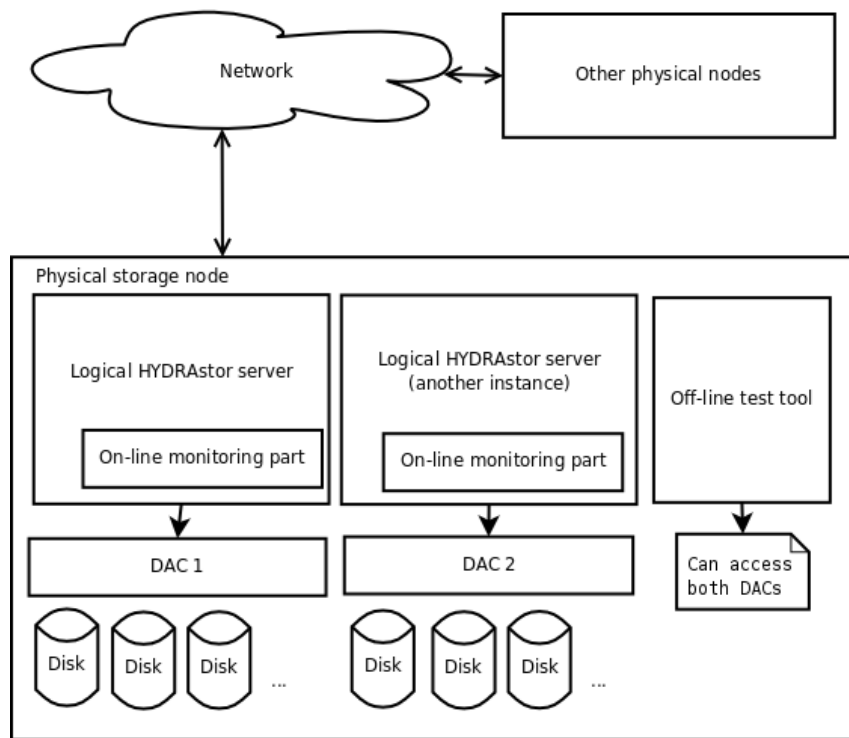 Network
Other physical nodes
Physical storage node
Logical HYDRAstor server
On-line monitoring part
Logical HYDRAstor server
(another instance)
On-line monitoring part
Off-line test tool
DAC 1
DAC 2
Can access
both DACs
Disk
Disk
Disk
...
Disk
Disk
Disk
...